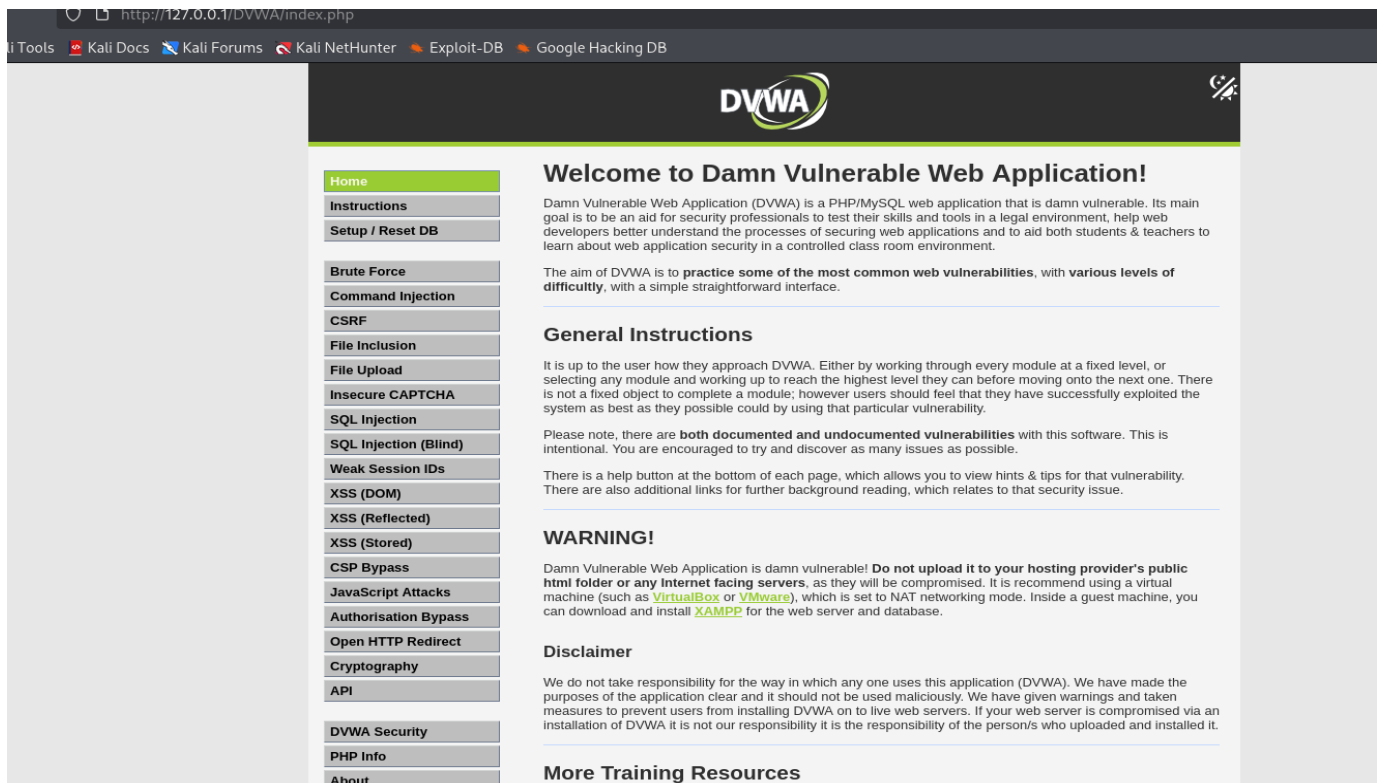 http://127.0.0.1/DVWA/index.php
li Tools Kali Docs Kali Forums Kali NetHunter Exploit-DB Google Hacking DB
DVWA
Home
Instructions
Setup / Reset DB
Brute Force
Command Injection
CSRF
File Inclusion
File Upload
Insecure CAPTCHA
SQL Injection
SQL Injection (Blind)
Weak Session IDs
XSS (DOM)
XSS (Reflected)
XSS (Stored)
CSP Bypass
JavaScript Attacks
Authorisation Bypass
Open HTTP Redirect
Cryptography
API
DVWA Security
PHP Info
About
Welcome to Damn Vulnerable Web Application!
Damn Vulnerable Web Application (DVWA) is a PHP/MySQL web application that is damn vulnerable. Its main
goal is to be an aid for security professionals to test their skills and tools in a legal environment, help web
developers better understand the processes of securing web applications and to aid both students & teachers to
learn about web application security in a controlled class room environment.
The aim of DVWA is to practice some of the most common web vulnerabilities, with various levels of
difficultly, with a simple straightforward interface.
General Instructions
It is up to the user how they approach DVWA. Either by working through every module at a fixed level, or
selecting any module and working up to reach the highest level they can before moving onto the next one. There
is not a fixed object to complete a module; however users should feel that they have successfully exploited the
system as best as they possible could by using that particular vulnerability.
Please note, there are both documented and undocumented vulnerabilities with this software. This is
intentional. You are encouraged to try and discover as many issues as possible.
There is a help button at the bottom of each page, which allows you to view hints & tips for that vulnerability.
There are also additional links for further background reading, which relates to that security issue.
WARNING!
Damn Vulnerable Web Application is damn vulnerable! Do not upload it to your hosting provider's public
html folder or any Internet facing servers, as they will be compromised. It is recommend using a virtual
machine (such as VirtualBox or VMware), which is set to NAT networking mode. Inside a guest machine, you
can download and install XAMPP for the web server and database.
Disclaimer
We do not take responsibility for the way in which any one uses this application (DVWA). We have made the
purposes of the application clear and it should not be used maliciously. We have given warnings and taken
measures to prevent users from installing DVWA on to live web servers. If your web server is compromised via an
installation of DVWA it is not our responsibility it is the responsibility of the person/s who uploaded and installed it.
More Training Resources